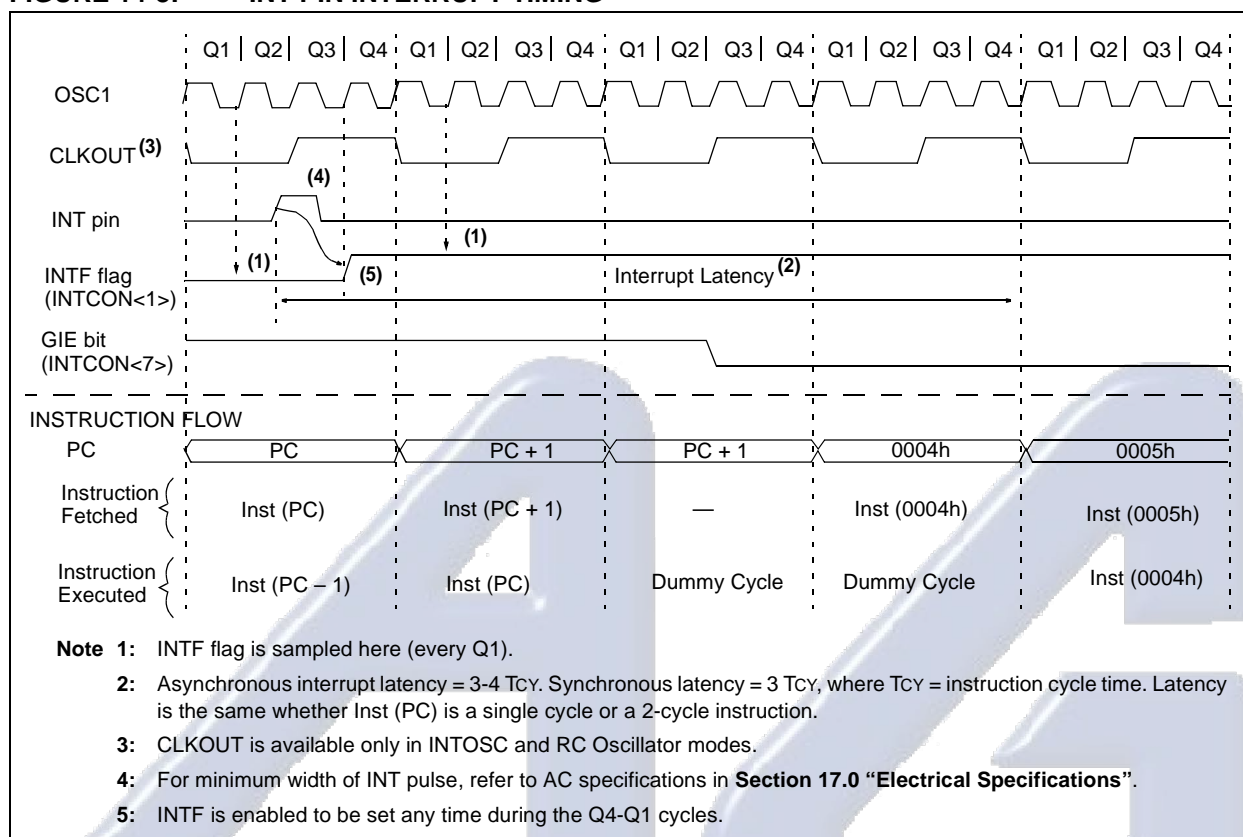 FIGURE 14-8: INT PIN INTERRUPT TIMING
Q1 Q2 Q3 Q4 Q1 Q2 Q3 Q4 Q1 Q2 Q3 Q4 Q1 Q2 Q3 Q4 Q1 Q2 Q3 Q4
OSC1
CLKOUT (3)
(4)
INT pin
(1)
(1)
INTF flag
(INTCON<1>)
(5)
Interrupt Latency (2)
GIE bit
(INTCON<7>)
INSTRUCTION FLOW
PC PC PC + 1 PC + 1 0004h 0005h
Instruction
Fetched
Inst (PC) Inst (PC + 1) — Inst (0004h) Inst (0005h)
Instruction
Executed
Inst (PC – 1) Inst (PC) Dummy Cycle Dummy Cycle Inst (0004h)
Note 1: INTF flag is sampled here (every Q1).
2: Asynchronous interrupt latency = 3-4 TCY. Synchronous latency = 3 TCY, where TCY = instruction cycle time. Latency
is the same whether Inst (PC) is a single cycle or a 2-cycle instruction.
3: CLKOUT is available only in INTOSC and RC Oscillator modes.
4: For minimum width of INT pulse, refer to AC specifications in Section 17.0 “Electrical Specifications”.
5: INTF is enabled to be set any time during the Q4-Q1 cycles.